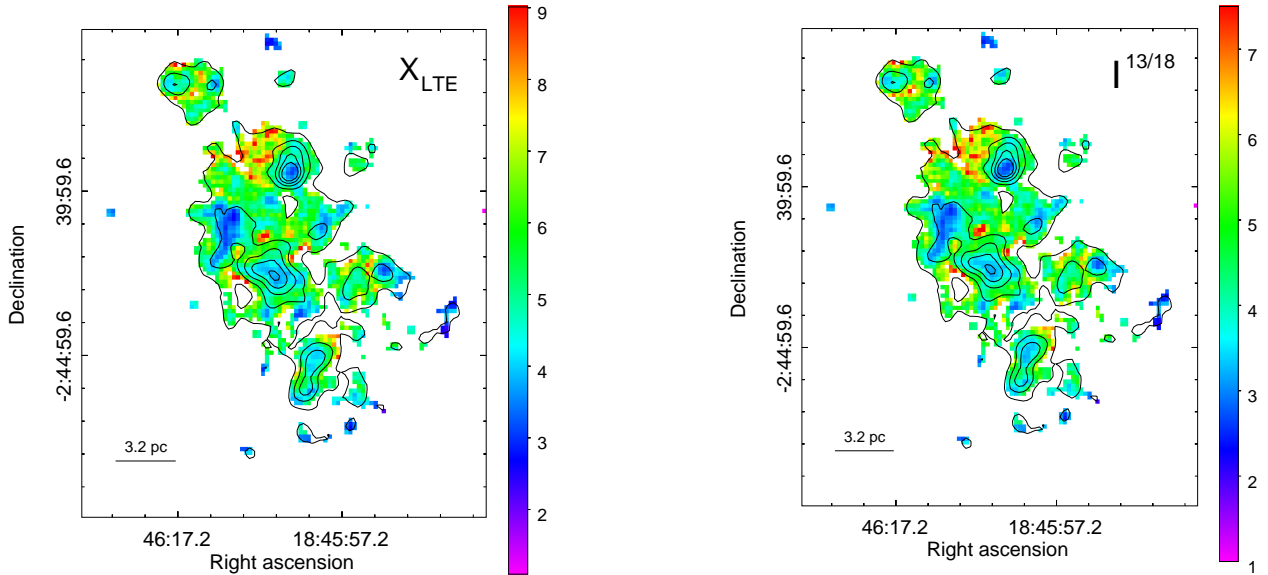 X_LTE
9
8
7
6
5
4
3
2
39:59.6
-2:44:59.6
Declination
3.2 pc
46:17.2
18:45:57.2
Right ascension
I^13/18
7
6
5
4
3
2
1
39:59.6
-2:44:59.6
Declination
3.2 pc
46:17.2
18:45:57.2
Right ascension